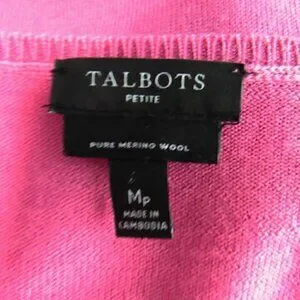 TALBOTS
PETITE
PURE MERINO WOOL
Mp
MADE IN
CAMBODIA